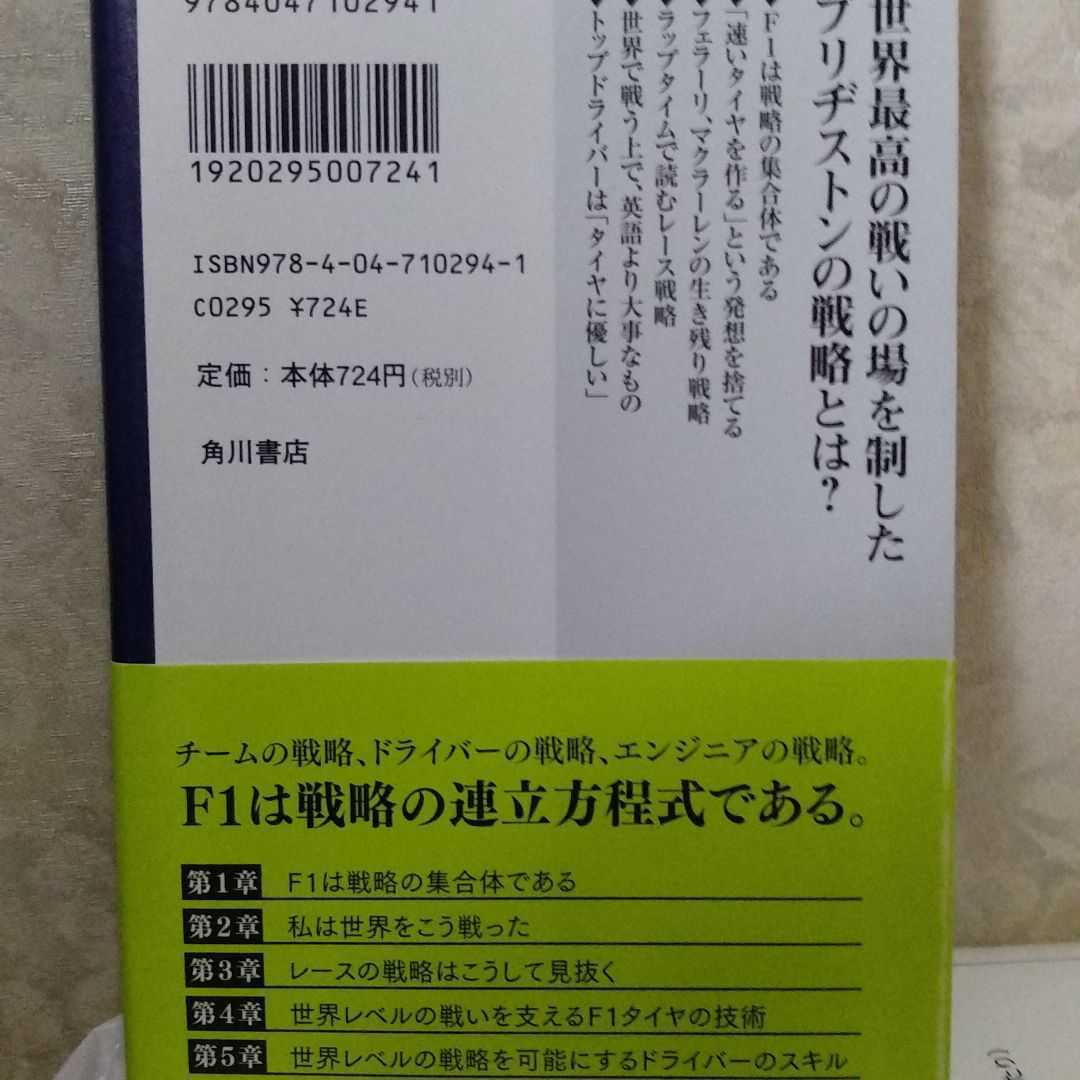 世界最高の戦いの場を制した
ブリヂストンの戦略とは？
▼F1は戦略の集合体である
▼「速いタイヤを作る」という発想を捨てる
▼フェラーリ、マクラーレンの生き残り戦略
▼ラップタイムで読むレース戦略
▼世界で戦う上で、英語より大事なもの
▼トップドライバーは「タイヤに優しい」
9784047102941
1920295007241
ISBN978-4-04-710294-1
C0295 ¥724E
定価：本体724円（税別）
角川書店
チームの戦略、ドライバーの戦略、エンジニアの戦略。
F1は戦略の連立方程式である。
第1章 F1は戦略の集合体である
第2章 私は世界をこう戦った
第3章 レースの戦略はこうして見抜く
第4章 世界レベルの戦いを支えるF1タイヤの技術
第5章 世界レベルの戦略を可能にするドライバーのスキル